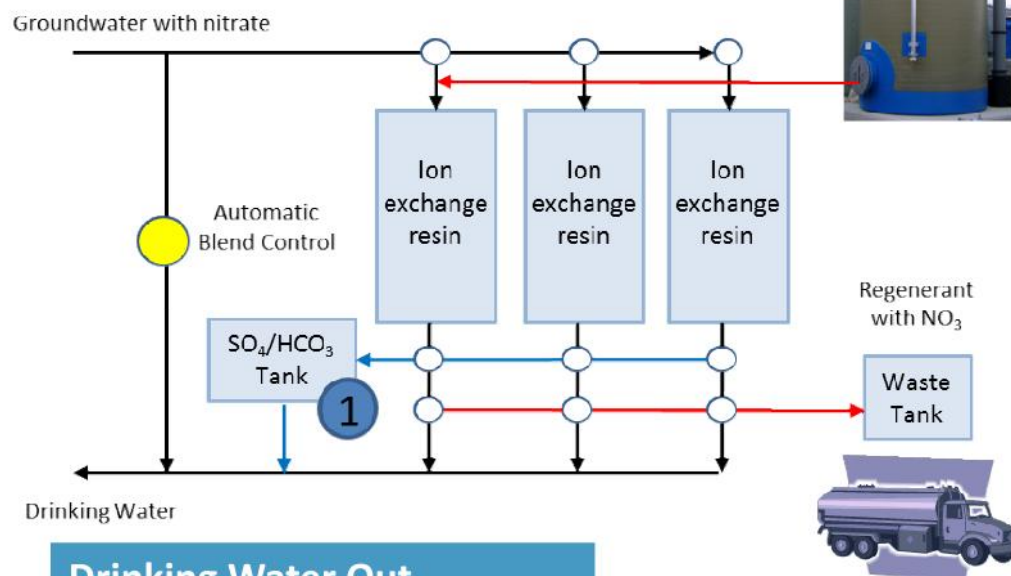 Groundwater with nitrate
Automatic
Blend Control
Ion
exchange
resin
Ion
exchange
resin
Ion
exchange
resin
SO₄/HCO₃
Tank
1
Regenerant
with NO₃
Waste
Tank
Drinking Water
Drinking Water Out